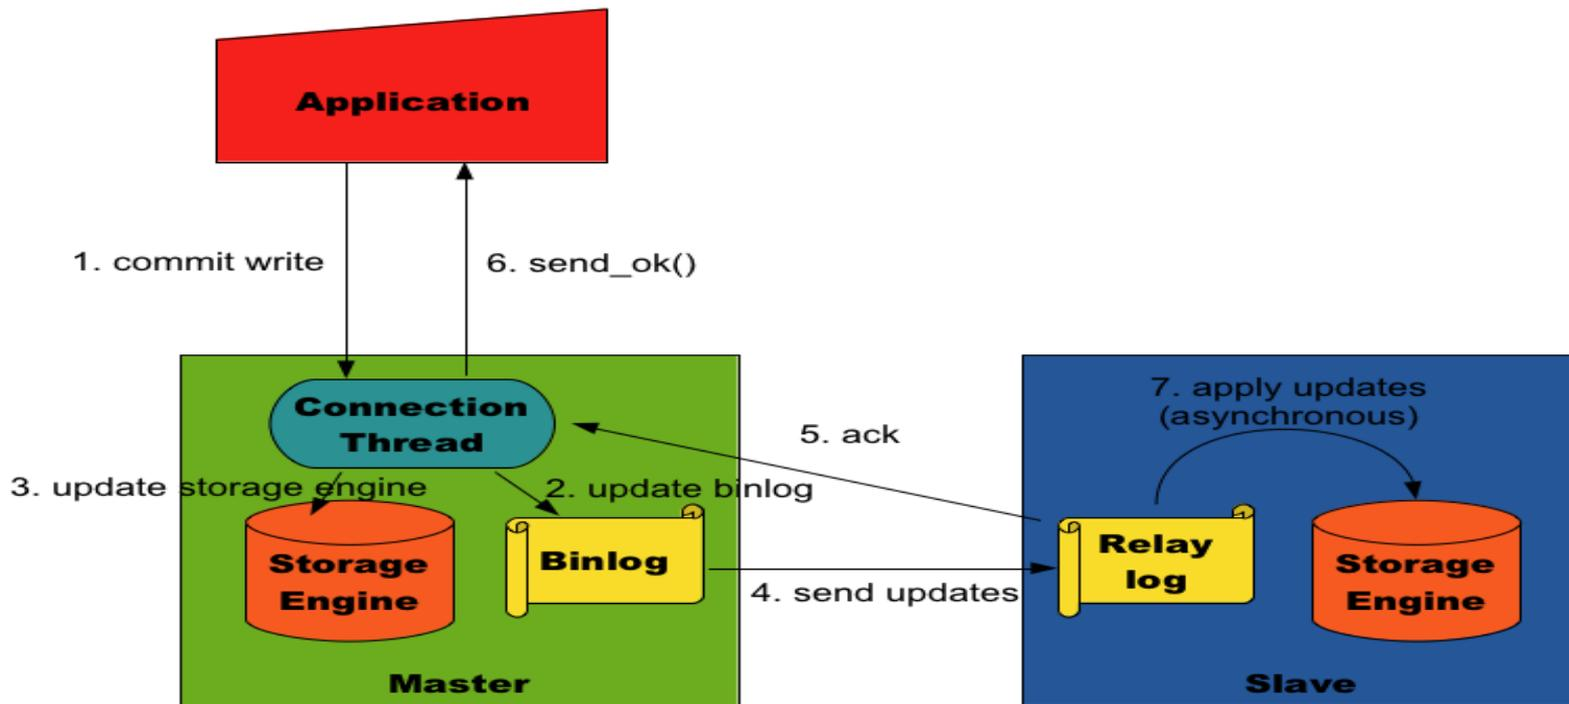 Application
1. commit write
6. send_ok()
Connection
Thread
3. update storage engine
2. update binlog
Storage
Engine
Binlog
Master
5. ack
4. send updates
7. apply updates
(asynchronous)
Relay
log
Storage
Engine
Slave